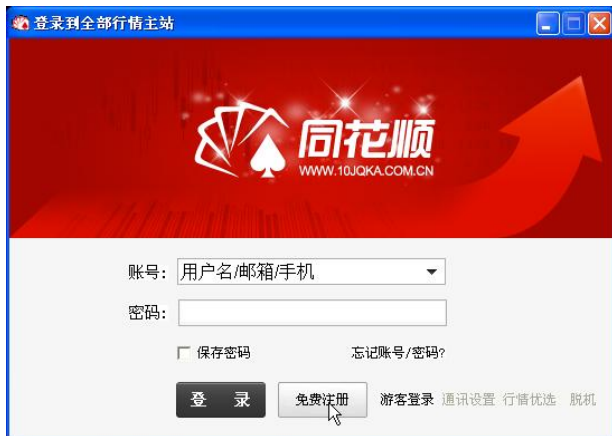 登录到全部行情主站
同花顺
WWW.10JQKA.COM.CN
账号: 用户名/邮箱/手机
密码:
保存密码 忘记账号/密码?
登 录 免费注册 游客登录 通讯设置 行情优选 脱机